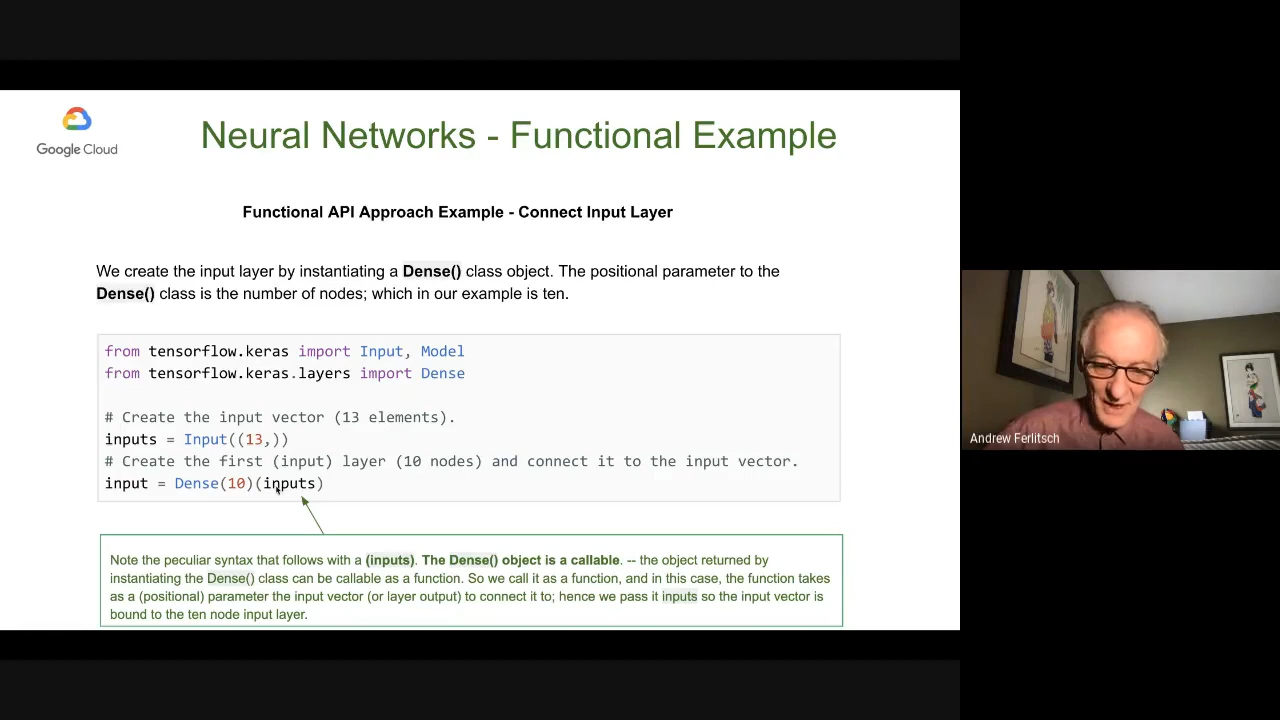 Google Cloud
Neural Networks - Functional Example
Functional API Approach Example - Connect Input Layer
We create the input layer by instantiating a Dense() class object. The positional parameter to the
Dense() class is the number of nodes; which in our example is ten.
from tensorflow.keras import Input, Model
from tensorflow.keras.layers import Dense
# Create the input vector (13 elements).
inputs = Input((13,))
# Create the first (input) layer (10 nodes) and connect it to the input vector.
input = Dense(10)(inputs)
Note the peculiar syntax that follows with a (inputs). The Dense() object is a callable. -- the object returned by
instantiating the Dense() class can be callable as a function. So we call it as a function, and in this case, the function takes
as a (positional) parameter the input vector (or layer output) to connect it to; hence we pass it inputs so the input vector is
bound to the ten node input layer.
Andrew Ferlitsch